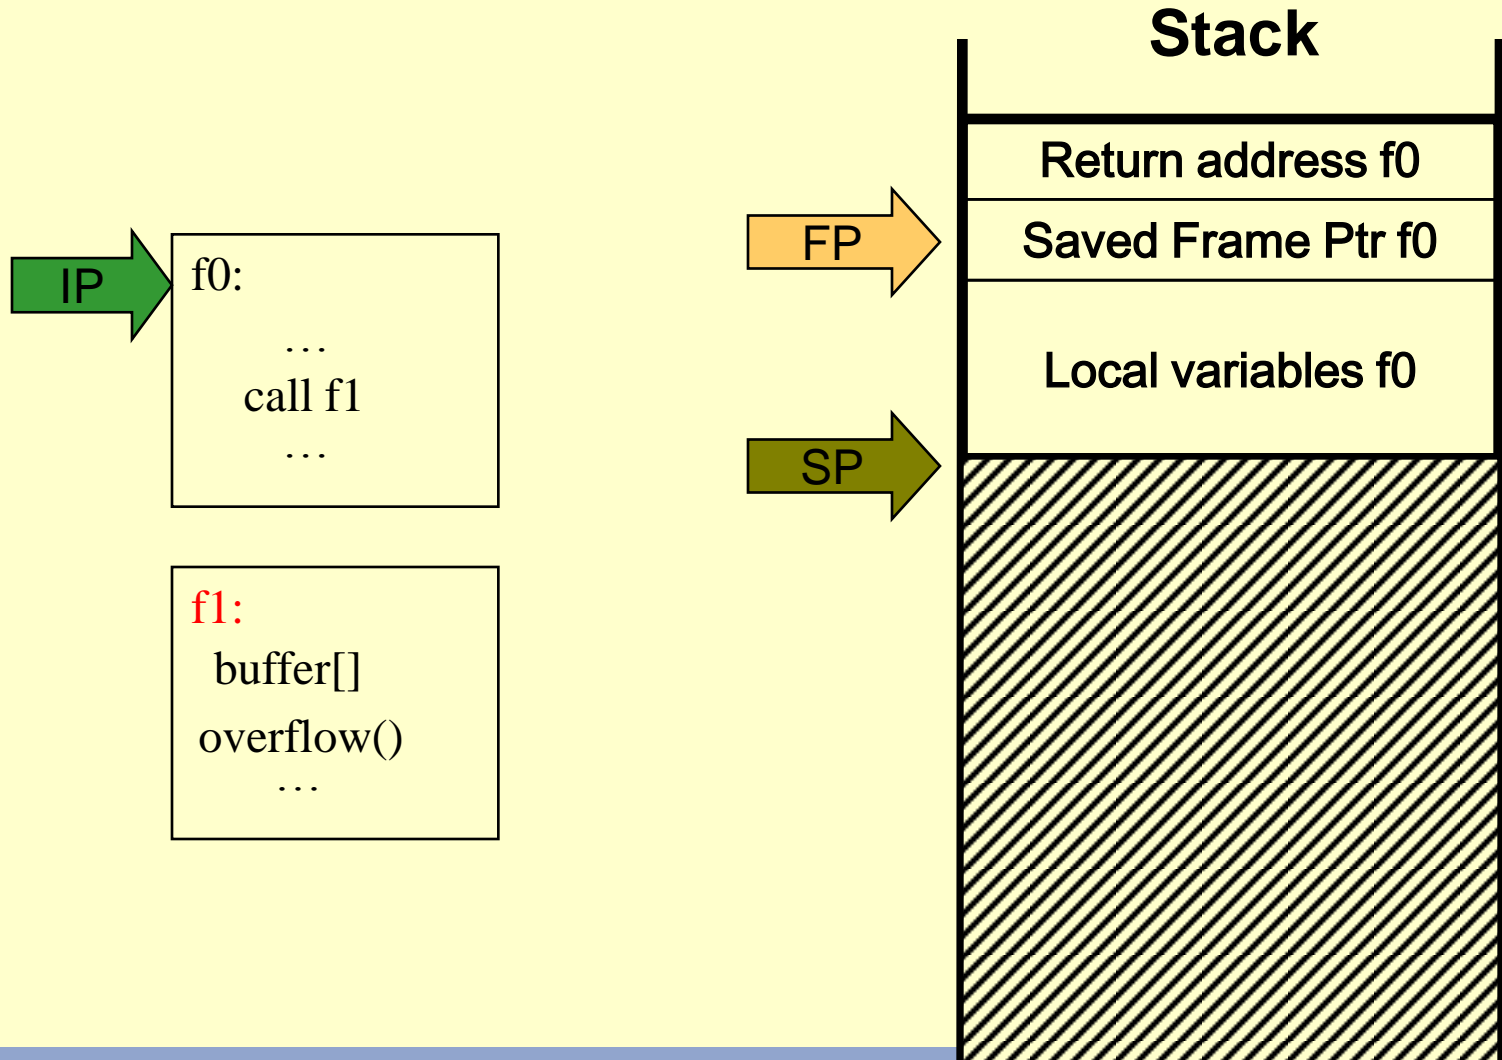 Stack
Return address f0
FP
Saved Frame Ptr f0
IP
f0:
...
call f1
...
Local variables f0
SP
f1:
buffer[]
overflow()
...